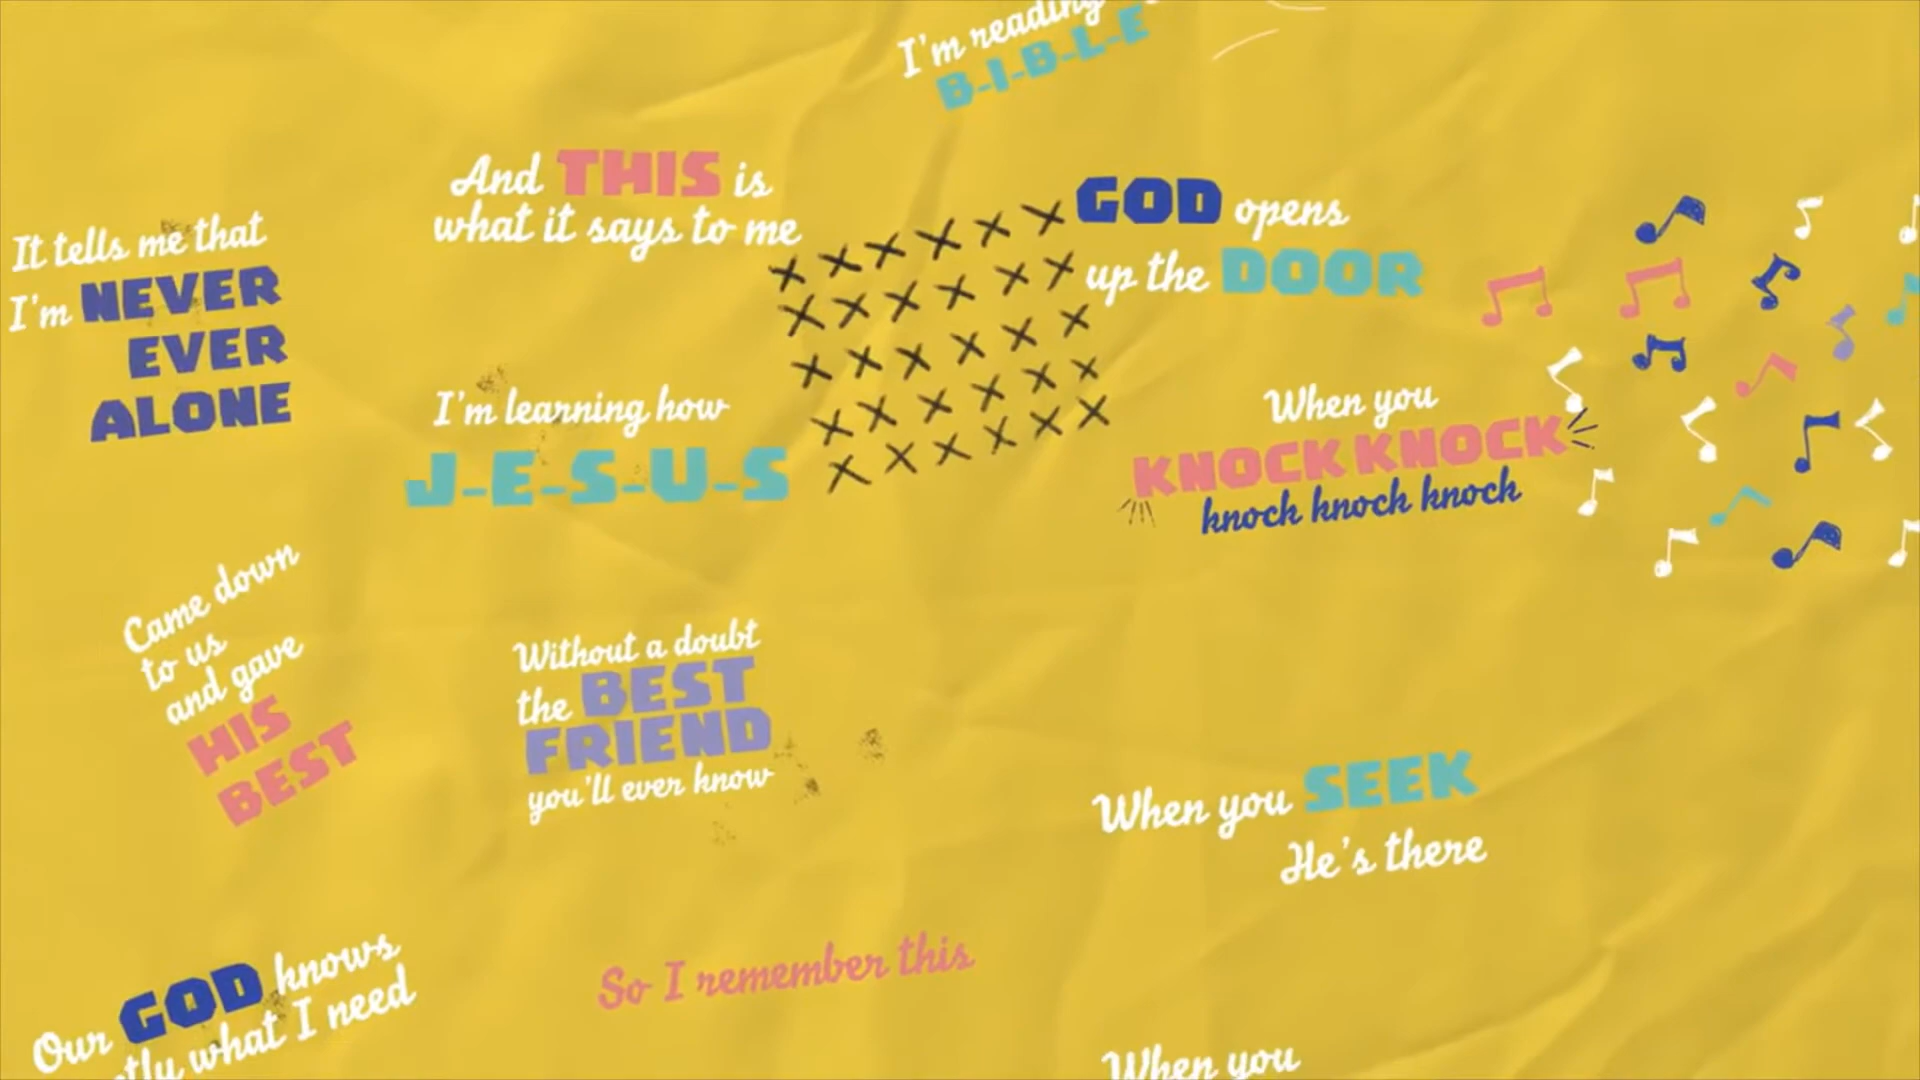 I'm reading
B-I-B-L-E
And THIS is
what it says to me
It tells me that
I'm NEVER
EVER
ALONE
I'm learning how
J-E-S-U-S
Came down
to us
and gave
HIS
BEST
Without a doubt
the BEST
FRIEND
you'll ever know
Our GOD knows
what I need
So I remember this
GOD opens
up the DOOR
When you
KNOCK KNOCK
knock knock knock
When you SEEK
He's there
When you